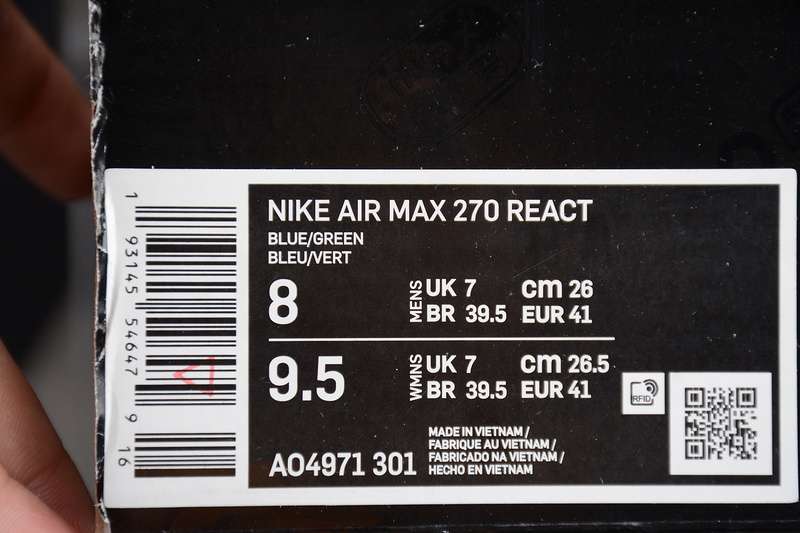 1 93145 54647 9 16
NIKE AIR MAX 270 REACT
BLUE/GREEN
BLEU/VERT
8
MENS
UK 7 cm 26
BR 39.5 EUR 41
9.5
WMNS
UK 7 cm 26.5
BR 39.5 EUR 41
RFID
AO4971 301
MADE IN VIETNAM /
FABRIQUE AU VIETNAM /
FABRICADO NA VIETNAM /
HECHO EN VIETNAM